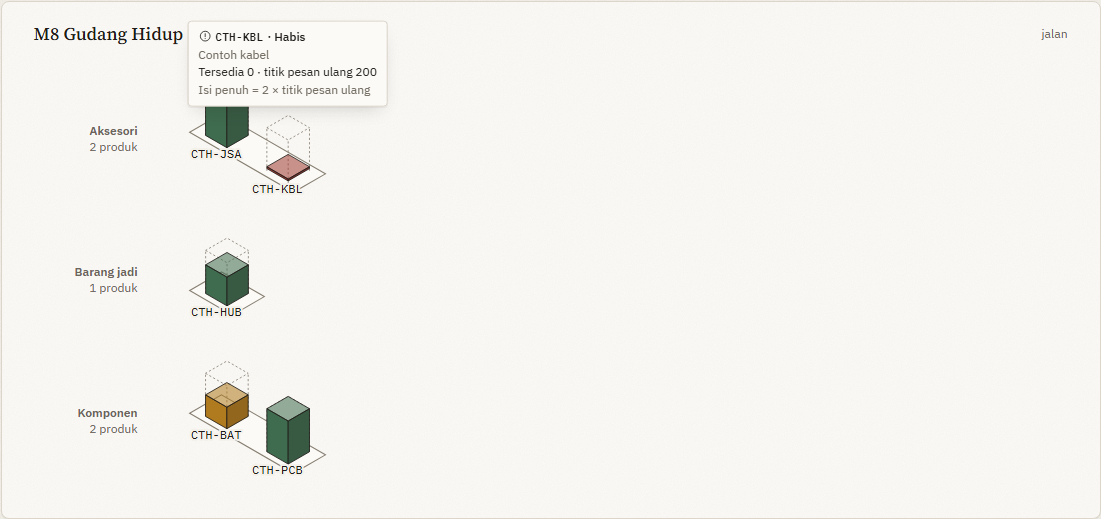 M8 Gudang Hidup
jalan
CTH-KBL · Habis
Contoh kabel
Tersedia 0 · titik pesan ulang 200
Isi penuh = 2 × titik pesan ulang
Aksesori
2 produk
CTH-JSA
CTH-KBL
Barang jadi
1 produk
CTH-HUB
Komponen
2 produk
CTH-BAT
CTH-PCB